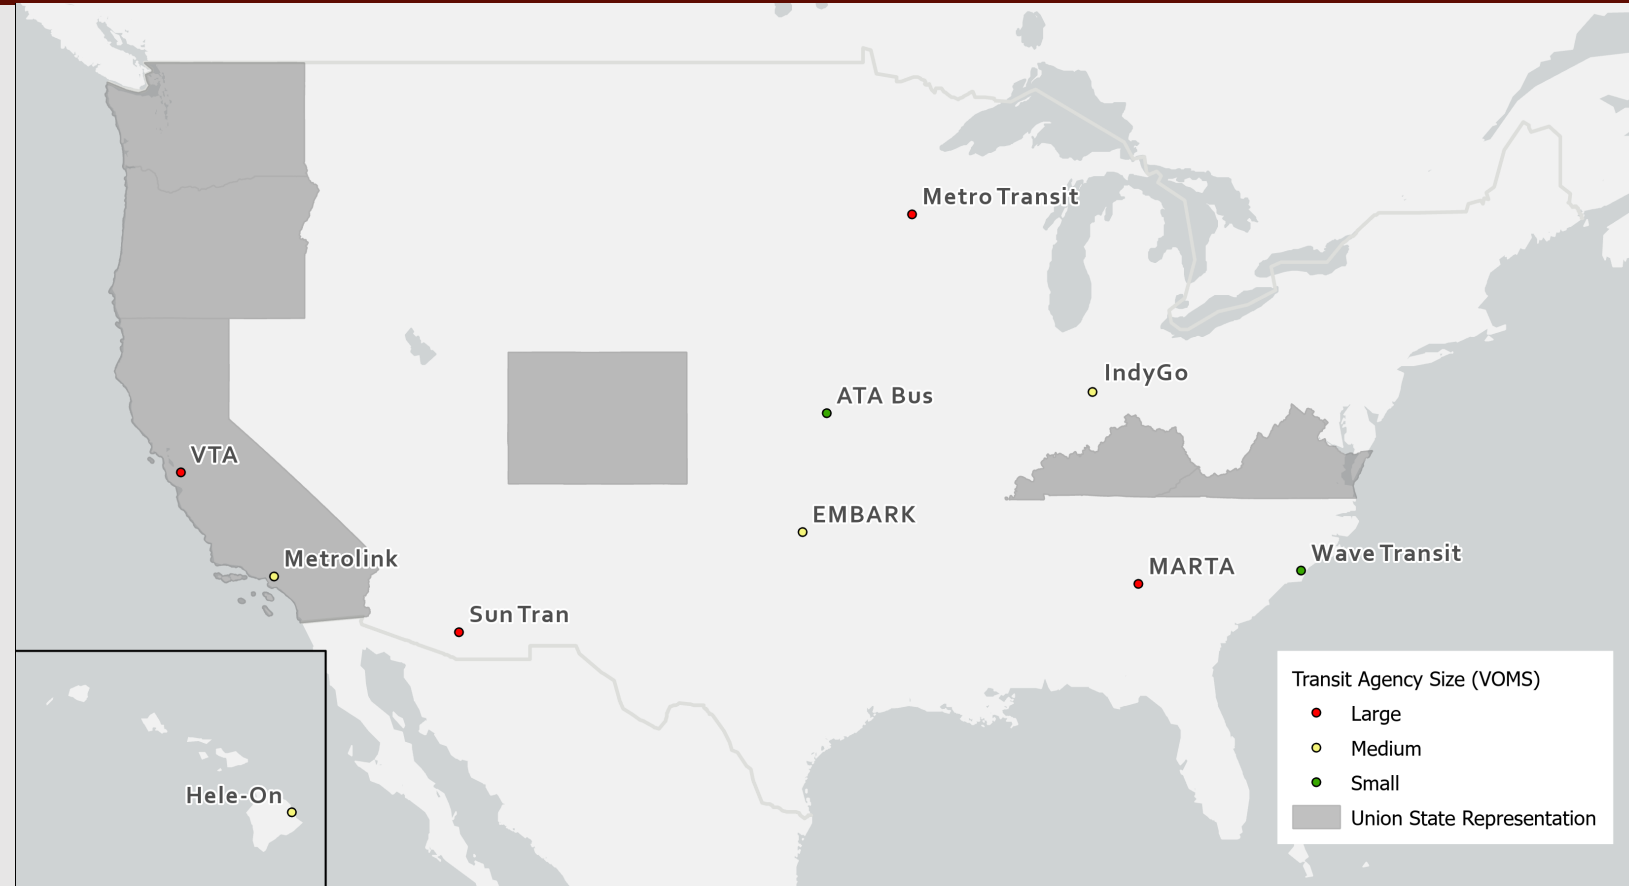 Metro Transit
IndyGo
ATA Bus
VTA
EMBARK
Metrolink
Wave Transit
MARTA
Sun Tran
Hele-On
Transit Agency Size (VOMS)
Large
Medium
Small
Union State Representation